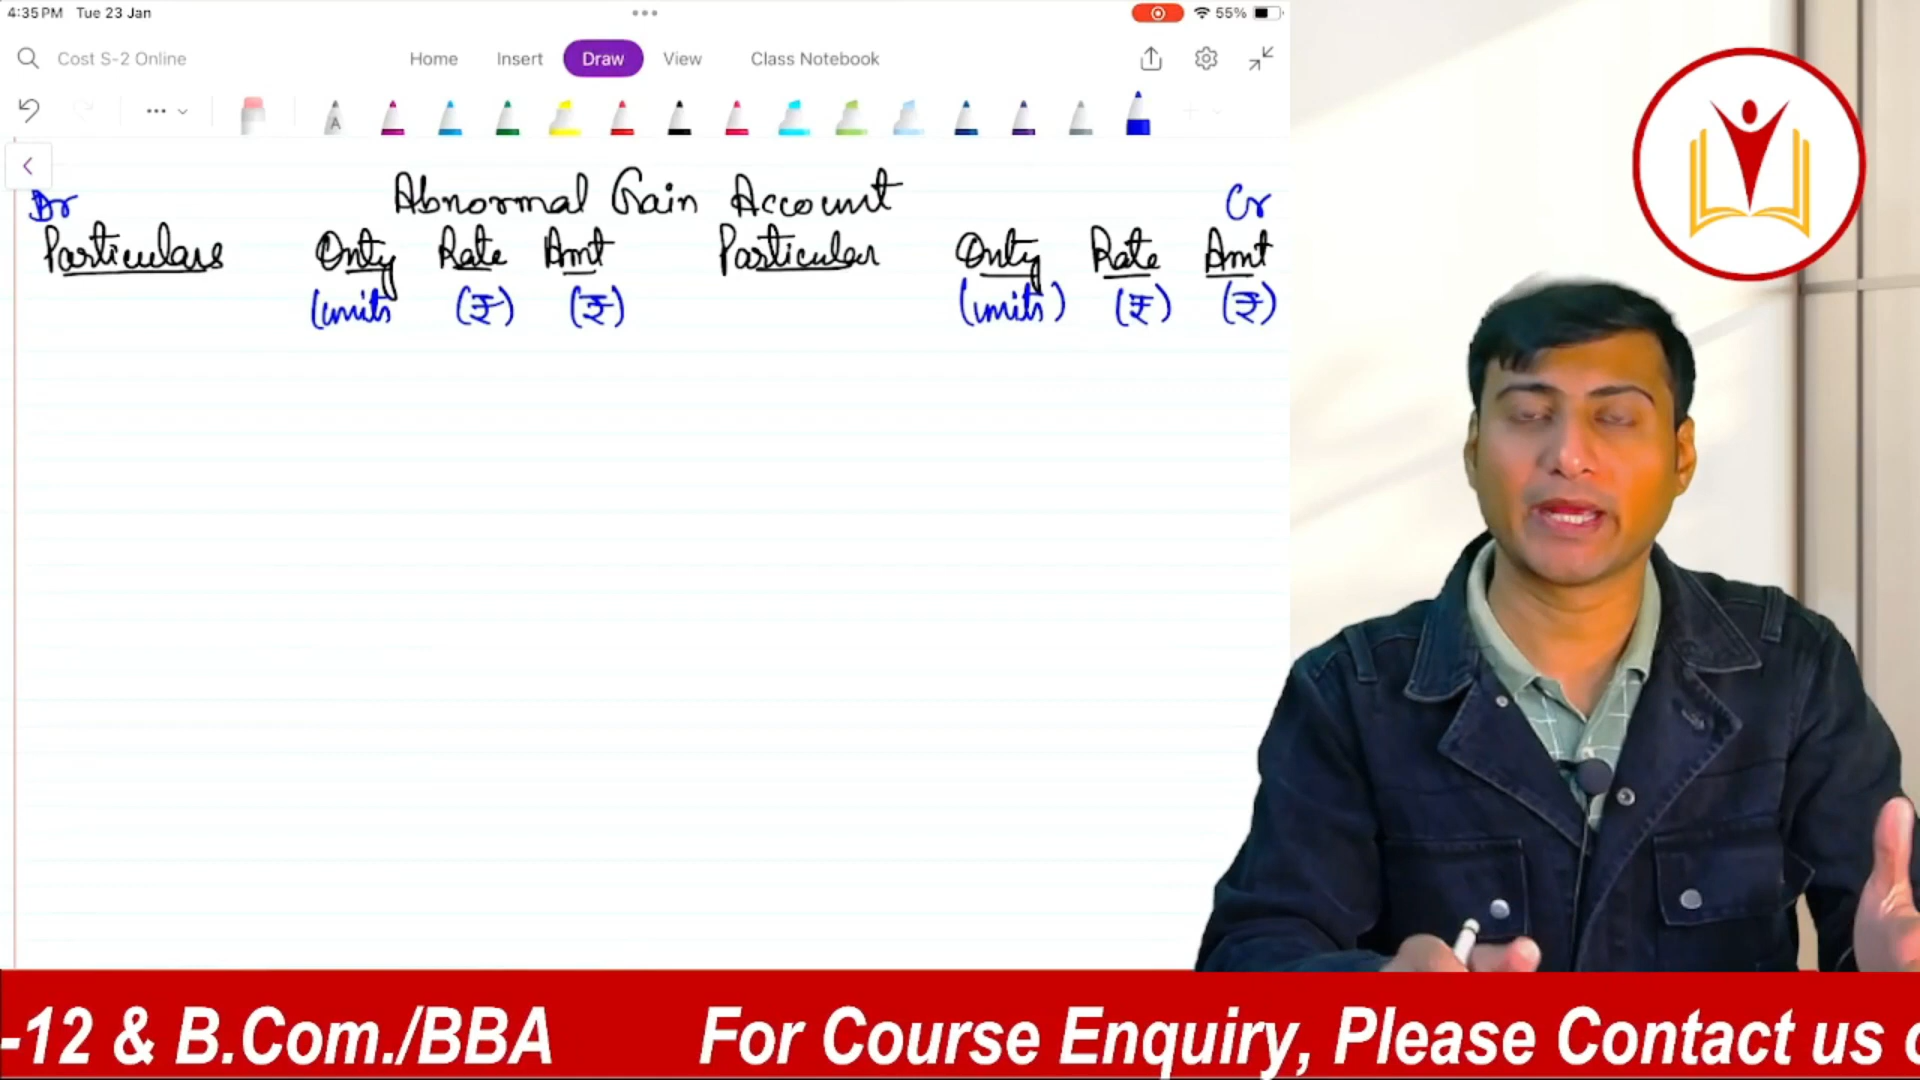 4:35 PM Tue 23 Jan
55%
Cost S-2 Online
Home Insert Draw View Class Notebook
A
Dr Abnormal Gain Account Cr
Particulars Qnty Rate Amt Particular Qnty Rate Amt
(units (₹) (₹) (units) (₹) (₹)
-12 & B.Com./BBA For Course Enquiry, Please Contact us o